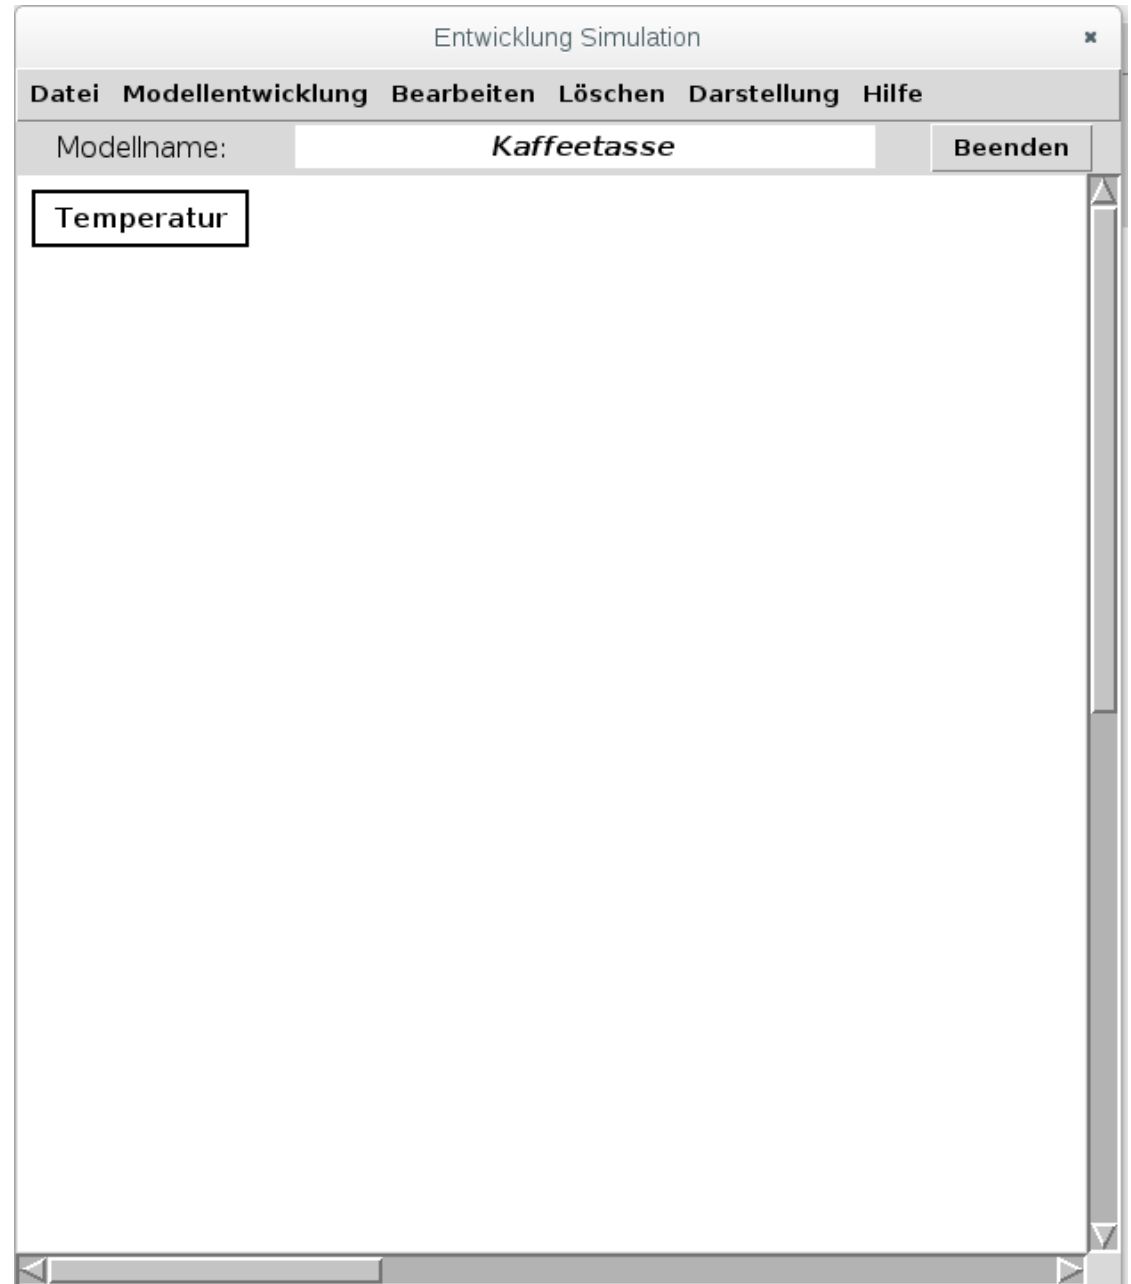 Entwicklung Simulation
Datei Modellentwicklung Bearbeiten Löschen Darstellung Hilfe
Modellname: Kaffeetasse Beenden
Temperatur